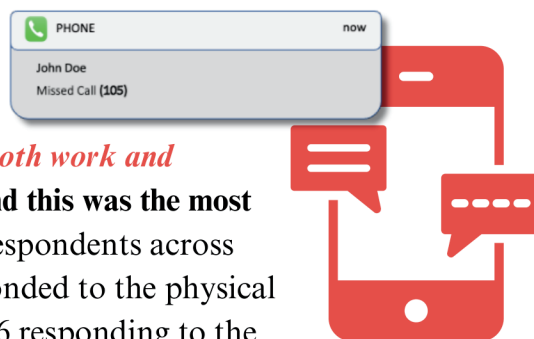 PHONE now
John Doe
Missed Call (105)
oth work and
d this was the most
espondents across
onded to the physical
6 responding to the